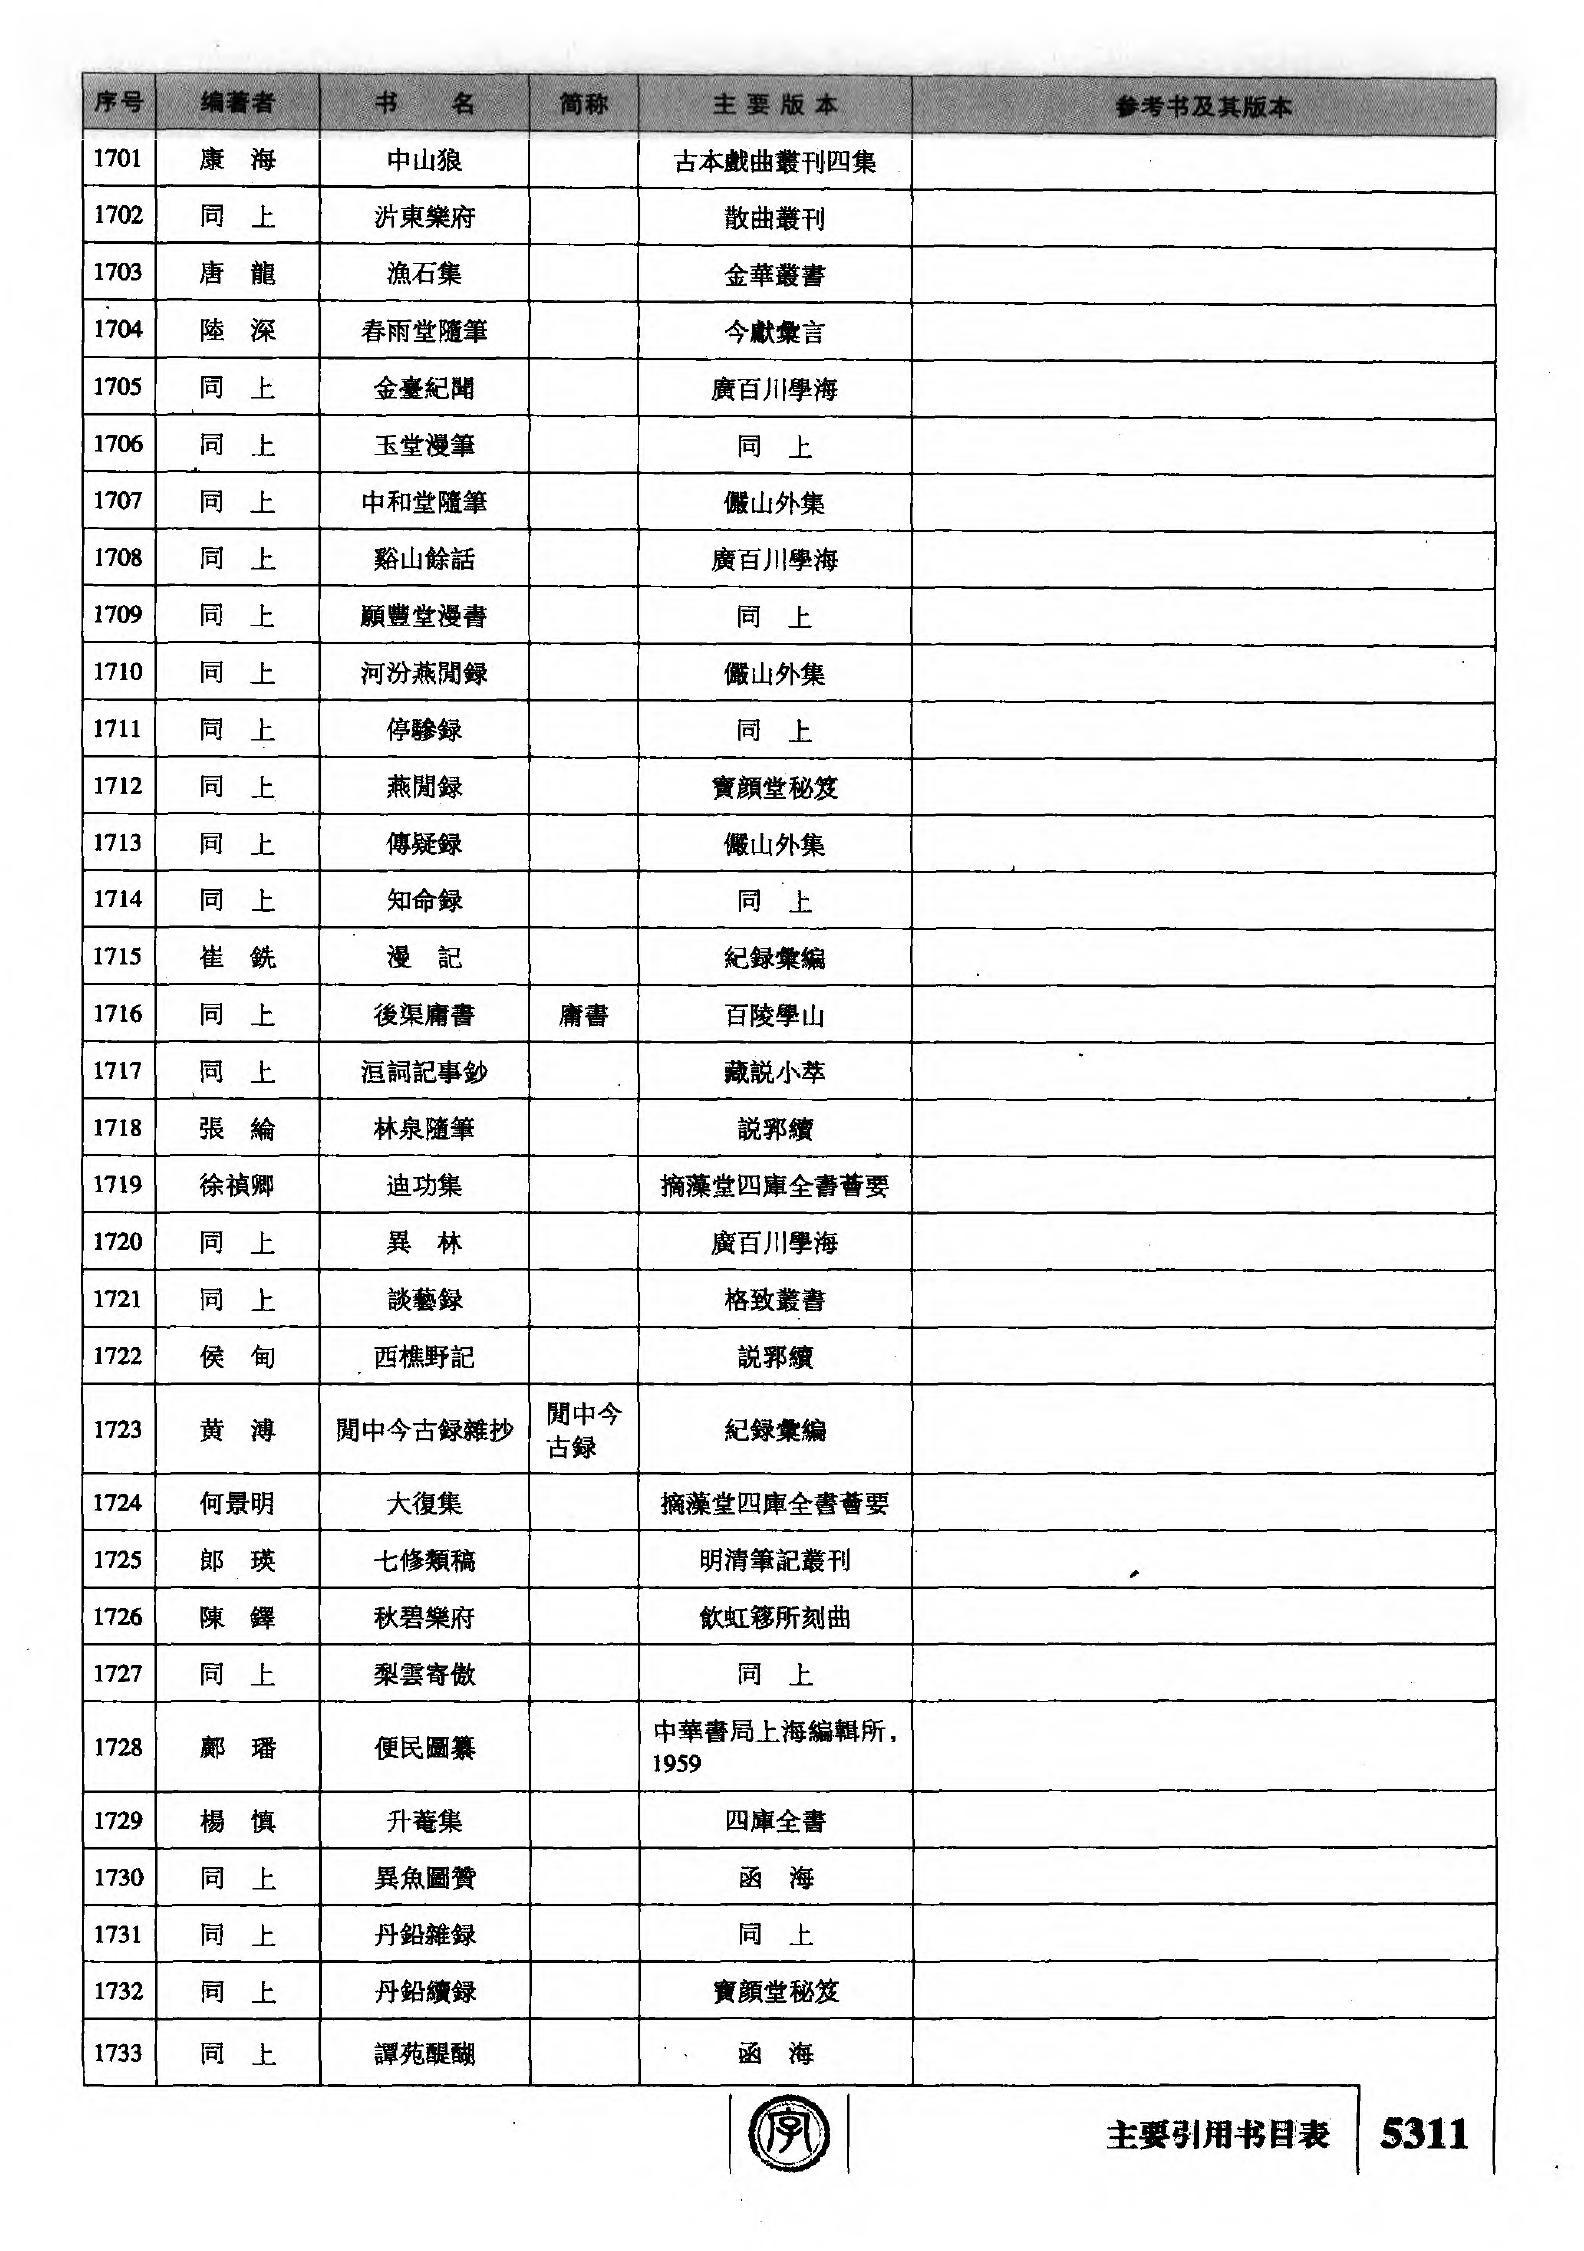 序号 编著者 书 名 简称 主要版本 参考书及其版本
1701 康 海 中山狼 古本戲曲叢刊四集
1702 同 上 沜東樂府 散曲叢刊
1703 唐 龍 漁石集 金華叢書
1704 陸 深 春雨堂隨筆 今獻彙言
1705 同 上 金臺紀聞 廣百川學海
1706 同 上 玉堂漫筆 同 上
1707 同 上 中和堂隨筆 儼山外集
1708 同 上 谿山餘話 廣百川學海
1709 同 上 願豐堂漫書 同 上
1710 同 上 河汾燕閒録 儼山外集
1711 同 上 停驂録 同 上
1712 同 上 燕閒録 寶顔堂秘笈
1713 同 上 傳疑録 儼山外集
1714 同 上 知命録 同 上
1715 崔 銑 漫 記 紀録彙編
1716 同 上 後渠庸書 庸書 百陵學山
1717 同 上 洹詞記事鈔 藏説小萃
1718 張 綸 林泉隨筆 説郛續
1719 徐禎卿 迪功集 摛藻堂四庫全書薈要
1720 同 上 異 林 廣百川學海
1721 同 上 談藝録 格致叢書
1722 侯 甸 西樵野記 説郛續
1723 黄 溥 閒中今古録雜抄 閒中今
古録 紀録彙編
1724 何景明 大復集 摛藻堂四庫全書薈要
1725 郎 瑛 七修類稿 明清筆記叢刊
1726 陳 鐸 秋碧樂府 飲虹簃所刻曲
1727 同 上 梨雲寄傲 同 上
1728 鄺 璠 便民圖纂 中華書局上海編輯所,
1959
1729 楊 慎 升菴集 四庫全書
1730 同 上 異魚圖贊 函 海
1731 同 上 丹鉛雜録 同 上
1732 同 上 丹鉛續録 寶顔堂秘笈
1733 同 上 譚苑醍醐 函 海
字 主要引用书目表 5311